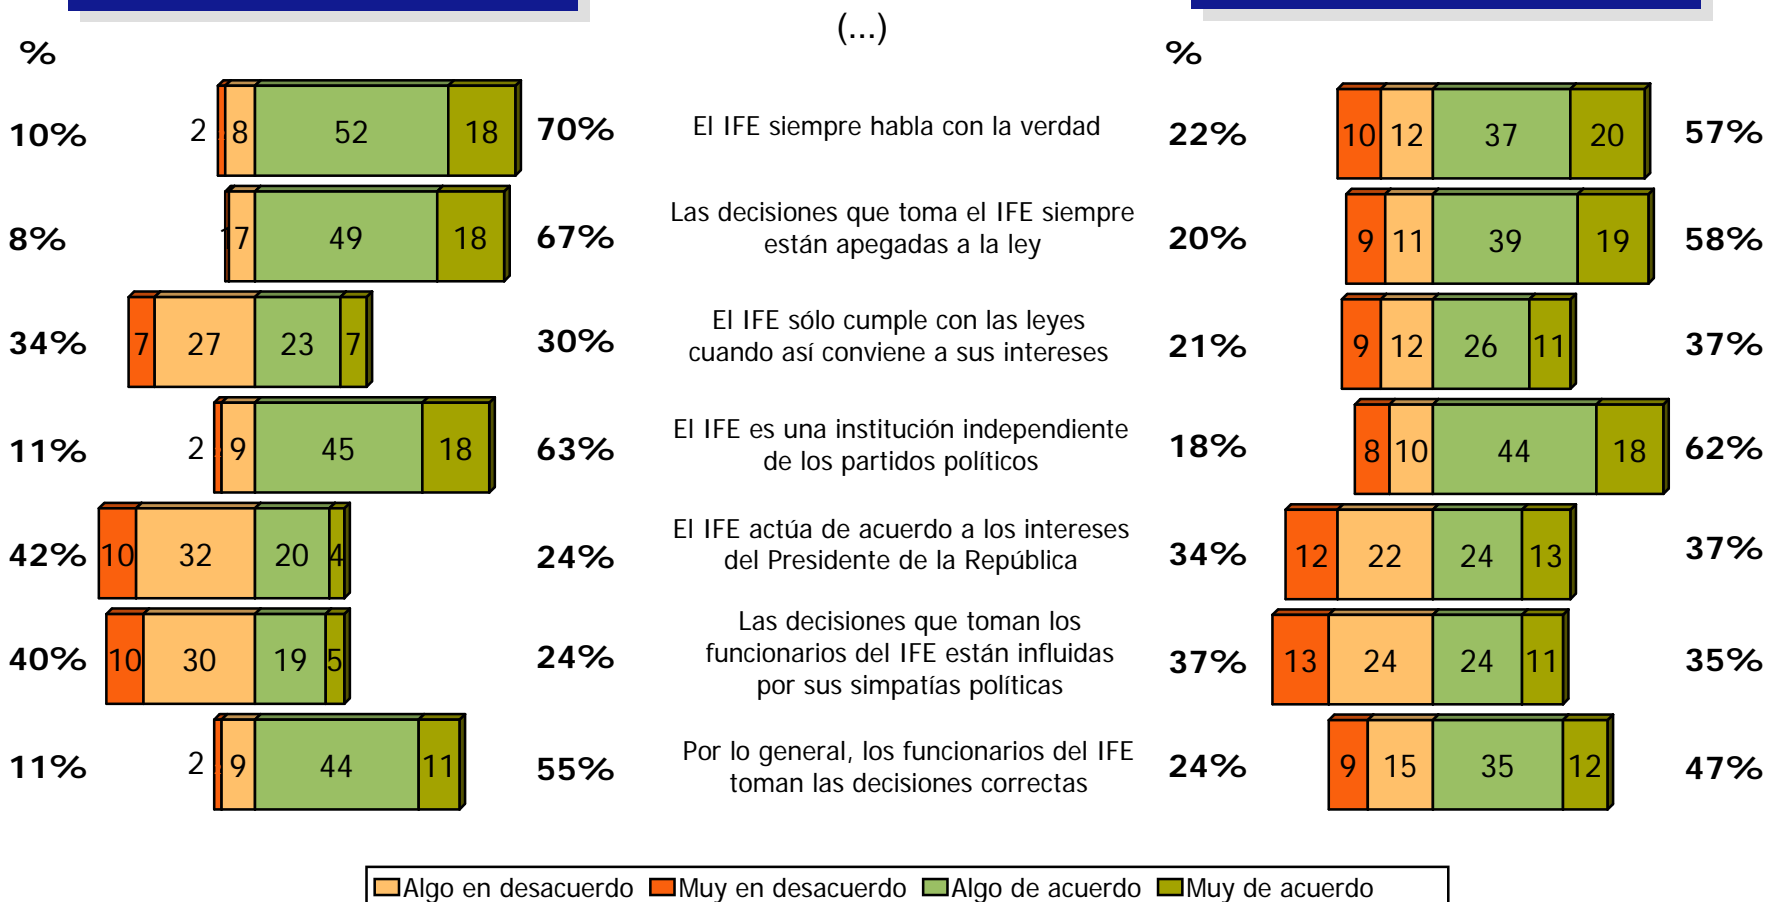 (...)
% %
10% 2 8 52 18 70% El IFE siempre habla con la verdad 22% 10 12 37 20 57%
8% 1 7 49 18 67% Las decisiones que toma el IFE siempre
están apegadas a la ley 20% 9 11 39 19 58%
34% 7 27 23 7 30% El IFE sólo cumple con las leyes
cuando así conviene a sus intereses 21% 9 12 26 11 37%
11% 2 9 45 18 63% El IFE es una institución independiente
de los partidos políticos 18% 8 10 44 18 62%
42% 10 32 20 4 24% El IFE actúa de acuerdo a los intereses
del Presidente de la República 34% 12 22 24 13 37%
40% 10 30 19 5 24% Las decisiones que toman los
funcionarios del IFE están influidas
por sus simpatías políticas 37% 13 24 24 11 35%
11% 2 9 44 11 55% Por lo general, los funcionarios del IFE
toman las decisiones correctas 24% 9 15 35 12 47%
Algo en desacuerdo Muy en desacuerdo Algo de acuerdo Muy de acuerdo